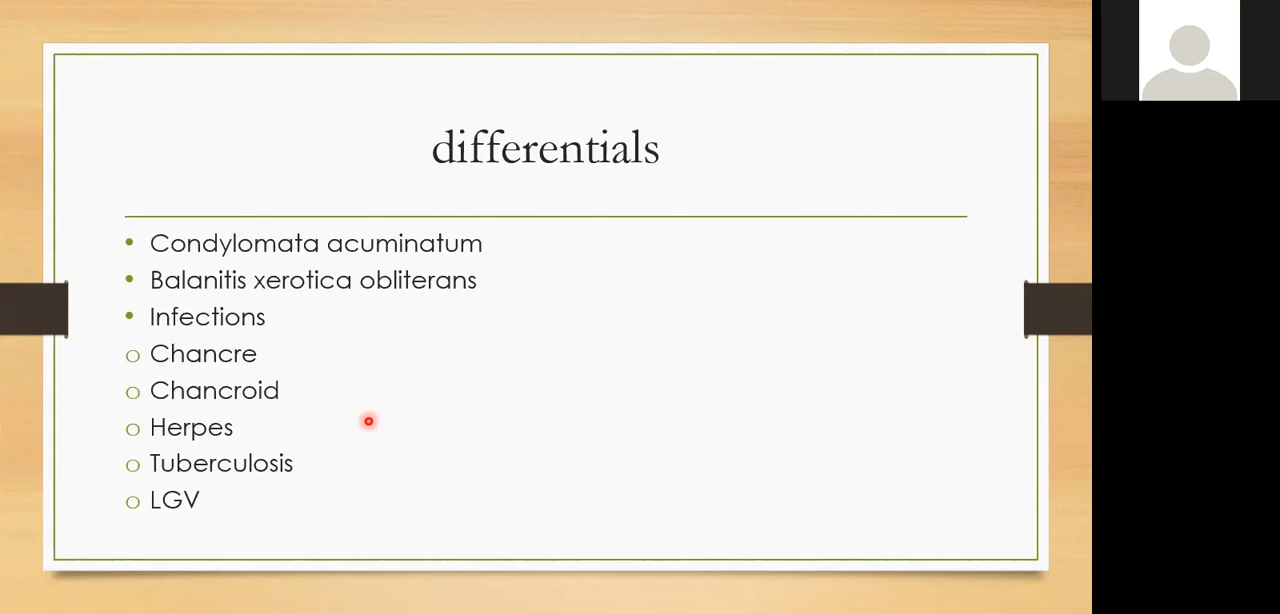 differentials
• Condylomata acuminatum
• Balanitis xerotica obliterans
• Infections
o Chancre
o Chancroid
o Herpes
o Tuberculosis
o LGV